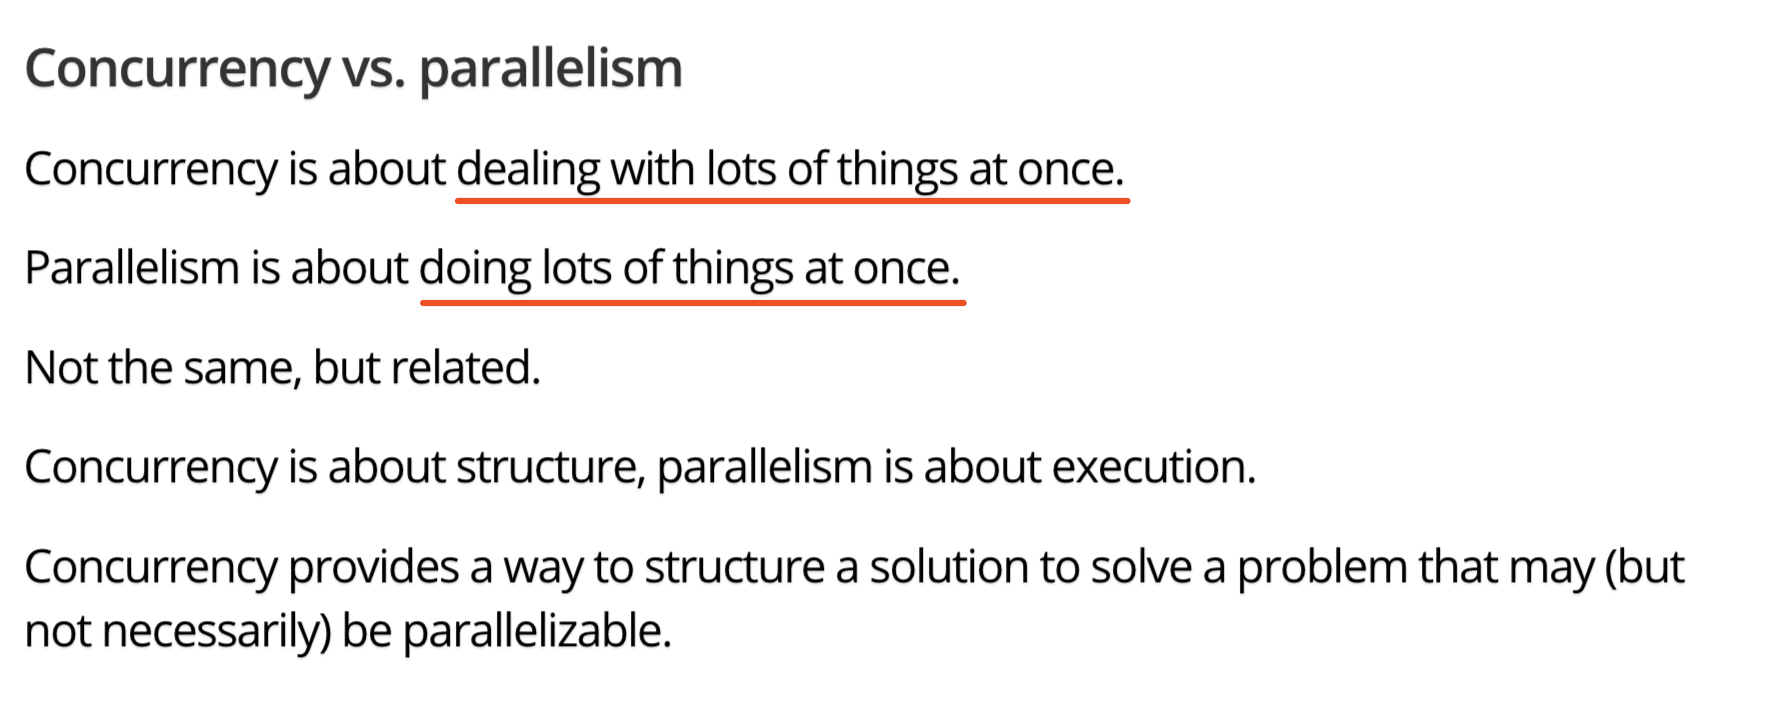 Concurrency vs. parallelism
Concurrency is about dealing with lots of things at once.
Parallelism is about doing lots of things at once.
Not the same, but related.
Concurrency is about structure, parallelism is about execution.
Concurrency provides a way to structure a solution to solve a problem that may (but
not necessarily) be parallelizable.